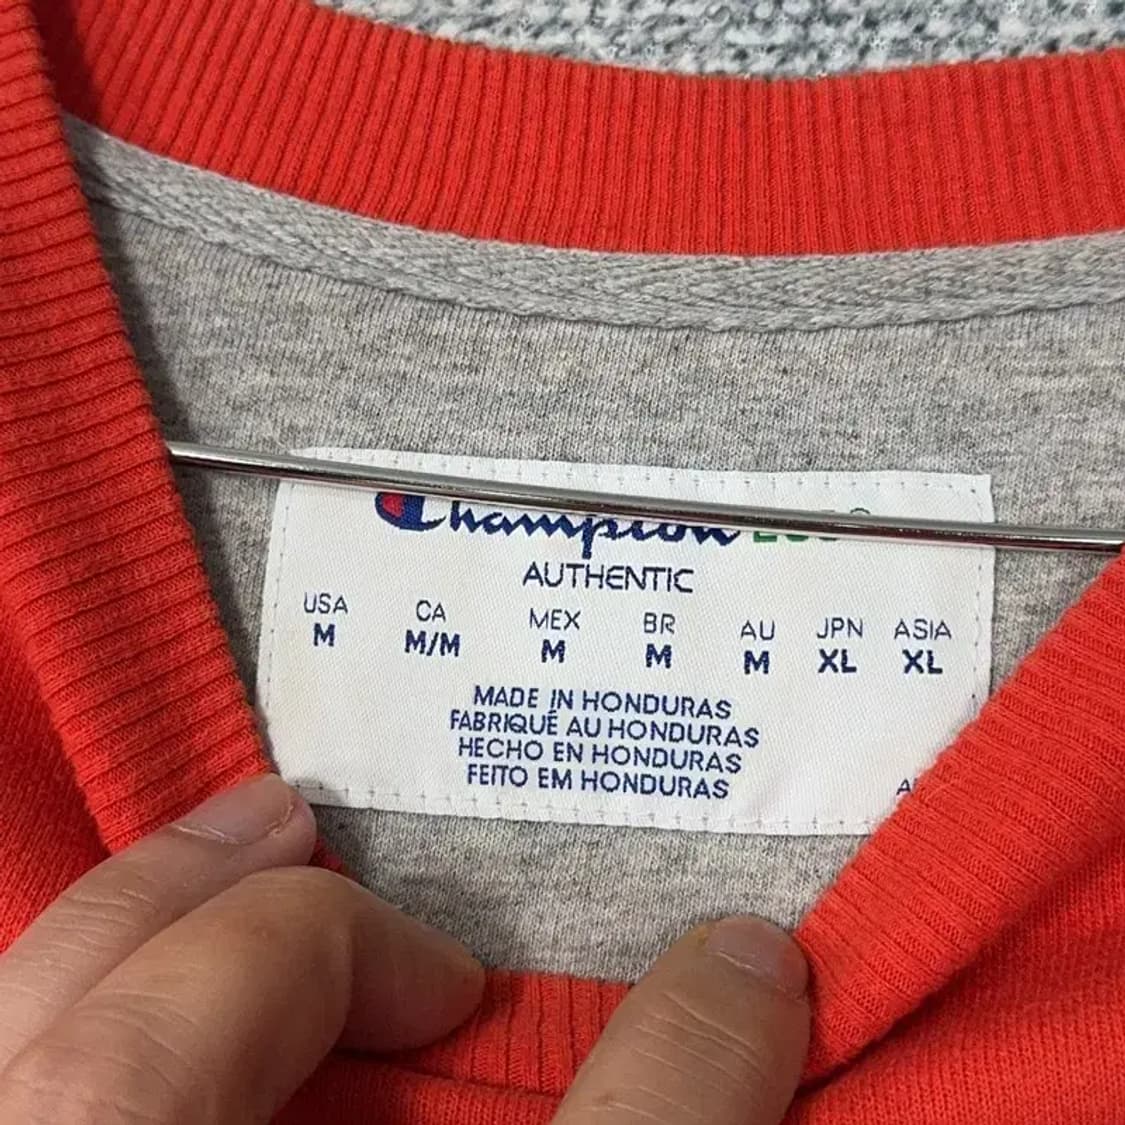 Champion
AUTHENTIC
USA CA MEX BR AU JPN ASIA
M M/M M M M XL XL
MADE IN HONDURAS
FABRIQUÉ AU HONDURAS
HECHO EN HONDURAS
FEITO EM HONDURAS